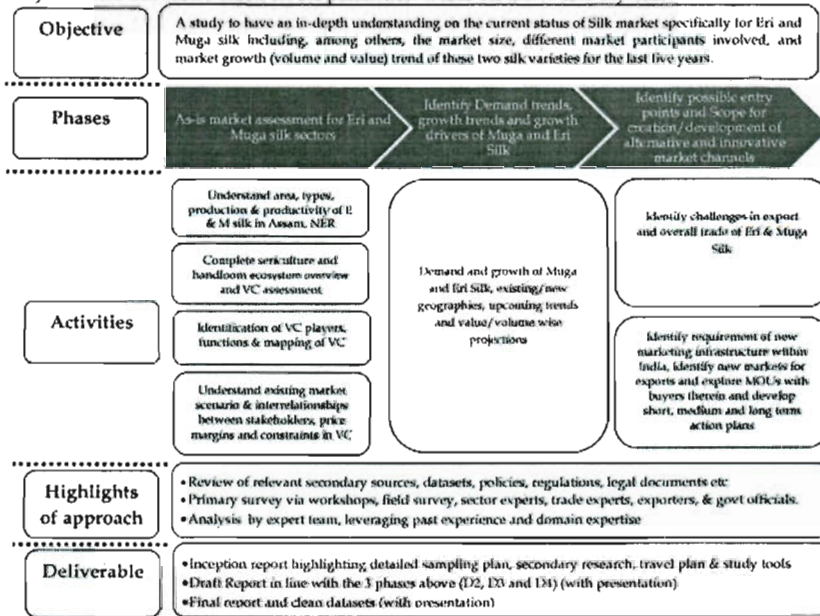 Objective
A study to have an in-depth understanding on the current status of Silk market specifically for Eri and
Muga silk including, among others, the market size, different market participants involved, and
market growth (volume and value) trend of these two silk varieties for the last five years.
Phases
As-is market assessment for Eri and
Muga silk sectors
Identify Demand trends,
growth trends and growth
drivers of Muga and Eri
Silk
Identify possible entry
points and Scope for
creation/development of
alternative and innovative
market channels
Activities
Understand area, types,
production & productivity of E
& M silk in Assam, NER
Complete sericulture and
handloom ecosystem overview
and VC assessment
Identification of VC players,
functions & mapping of VC
Understand existing market
scenario & interrelationships
between stakeholders, price
margins and constraints in VC
Demand and growth of Muga
and Eri Silk, existing/new
geographies, upcoming trends
and value/volume wise
projections
Identify challenges in export
and overall trade of Eri & Muga
Silk
Identify requirement of new
marketing infrastructure within
India, identify new markets for
exports and explore MOUs with
buyers therein and develop
short, medium and long term
action plans
Highlights
of approach
•Review of relevant secondary sources, datasets, policies, regulations, legal documents etc
•Primary survey via workshops, field survey, sector experts, trade experts, exporters, & govt officials.
•Analysis by expert team, leveraging past experience and domain expertise
Deliverable
•Inception report highlighting detailed sampling plan, secondary research, travel plan & study tools
•Draft Report in line with the 3 phases above (D2, D3 and D4) (with presentation)
•Final report and clean datasets (with presentation)